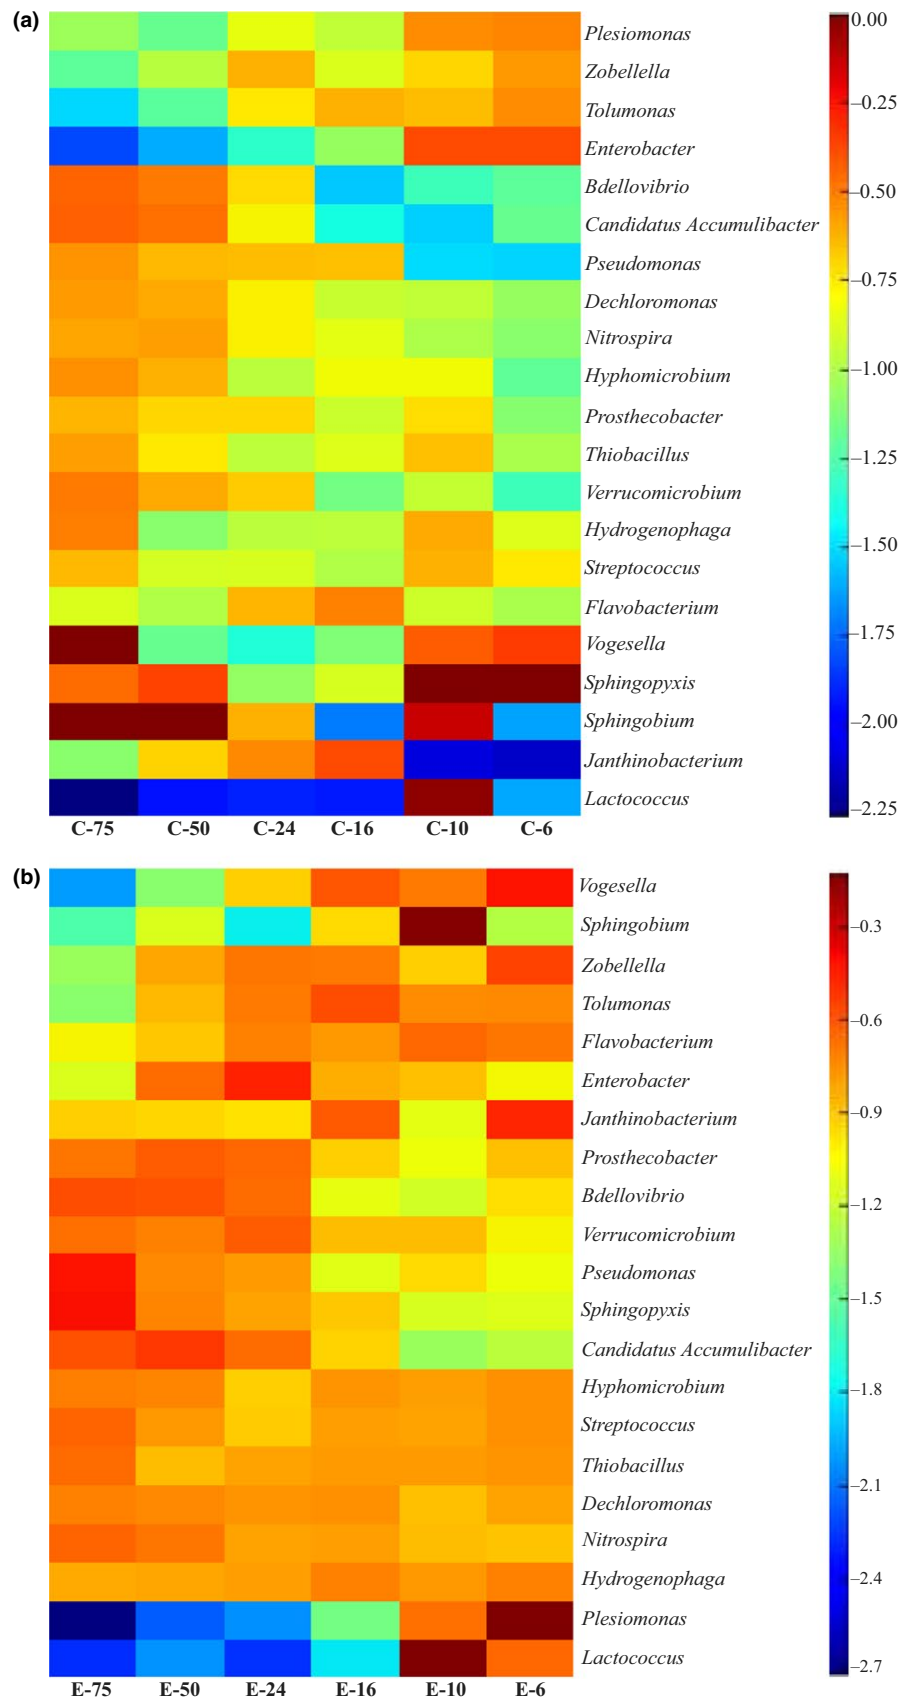 (a)
0.00
Plesiomonas
Zobellella
−0.25
Tolumonas
Enterobacter
−0.50
Bdellovibrio
Candidatus Accumulibacter
Pseudomonas
−0.75
Dechloromonas
Nitrospira
−1.00
Hyphomicrobium
Prosthecobacter
Thiobacillus
−1.25
Verrucomicrobium
Hydrogenophaga
−1.50
Streptococcus
Flavobacterium
−1.75
Vogesella
Sphingopyxis
Sphingobium
−2.00
Janthinobacterium
Lactococcus
−2.25
C-75 C-50 C-24 C-16 C-10 C-6
(b)
Vogesella
Sphingobium
−0.3
Zobellella
Tolumonas
−0.6
Flavobacterium
Enterobacter
Janthinobacterium
−0.9
Prosthecobacter
Bdellovibrio
−1.2
Verrucomicrobium
Pseudomonas
−1.5
Sphingopyxis
Candidatus Accumulibacter
Hyphomicrobium
−1.8
Streptococcus
Thiobacillus
−2.1
Dechloromonas
Nitrospira
−2.4
Hydrogenophaga
Plesiomonas
Lactococcus
−2.7
E-75 E-50 E-24 E-16 E-10 E-6